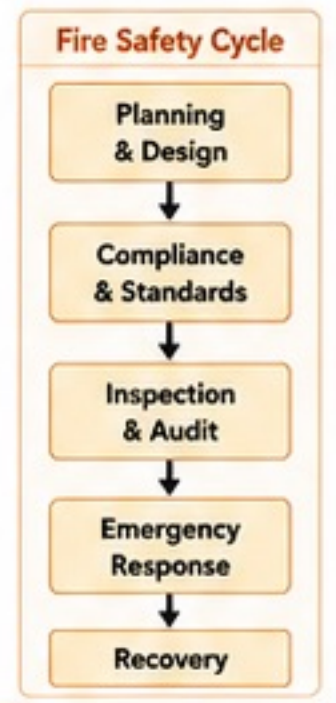 Fire Safety Cycle
Planning
& Design
Compliance
& Standards
Inspection
& Audit
Emergency
Response
Recovery